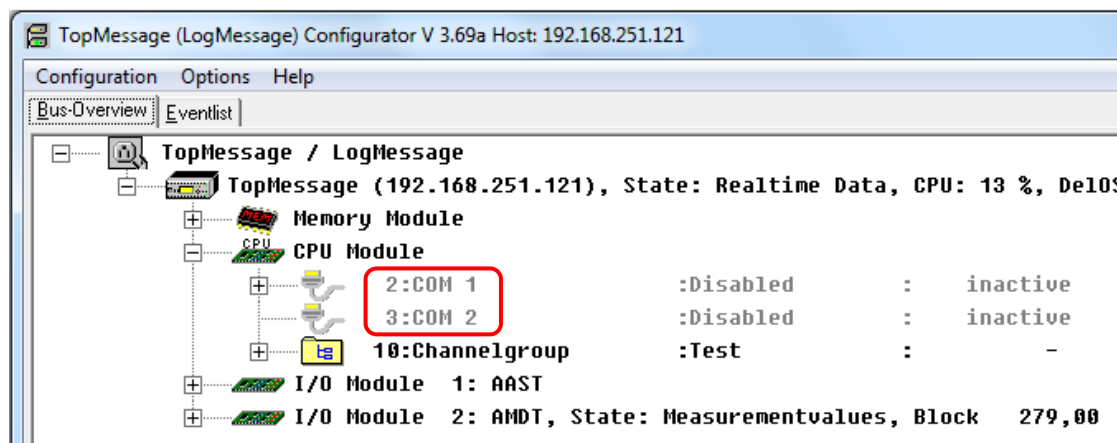 TopMessage (LogMessage) Configurator V 3.69a Host: 192.168.251.121
Configuration Options Help
Bus-Overview Eventlist
TopMessage / LogMessage
TopMessage (192.168.251.121), State: Realtime Data, CPU: 13 %, DelOS
MEM Memory Module
CPU CPU Module
2:COM 1 :Disabled : inactive
3:COM 2 :Disabled : inactive
10:Channelgroup :Test : -
I/O Module 1: AAST
I/O Module 2: AMDT, State: Measurementvalues, Block 279,00